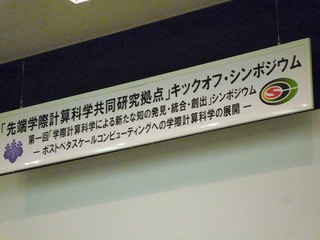 「先端学際計算科学共同研究拠点」キックオフ・シンポジウム
第一回「学際計算科学による新たな知の発見・統合・創出」シンポジウム
－ポストペタスケールコンピューティングへの学際計算科学の展開－